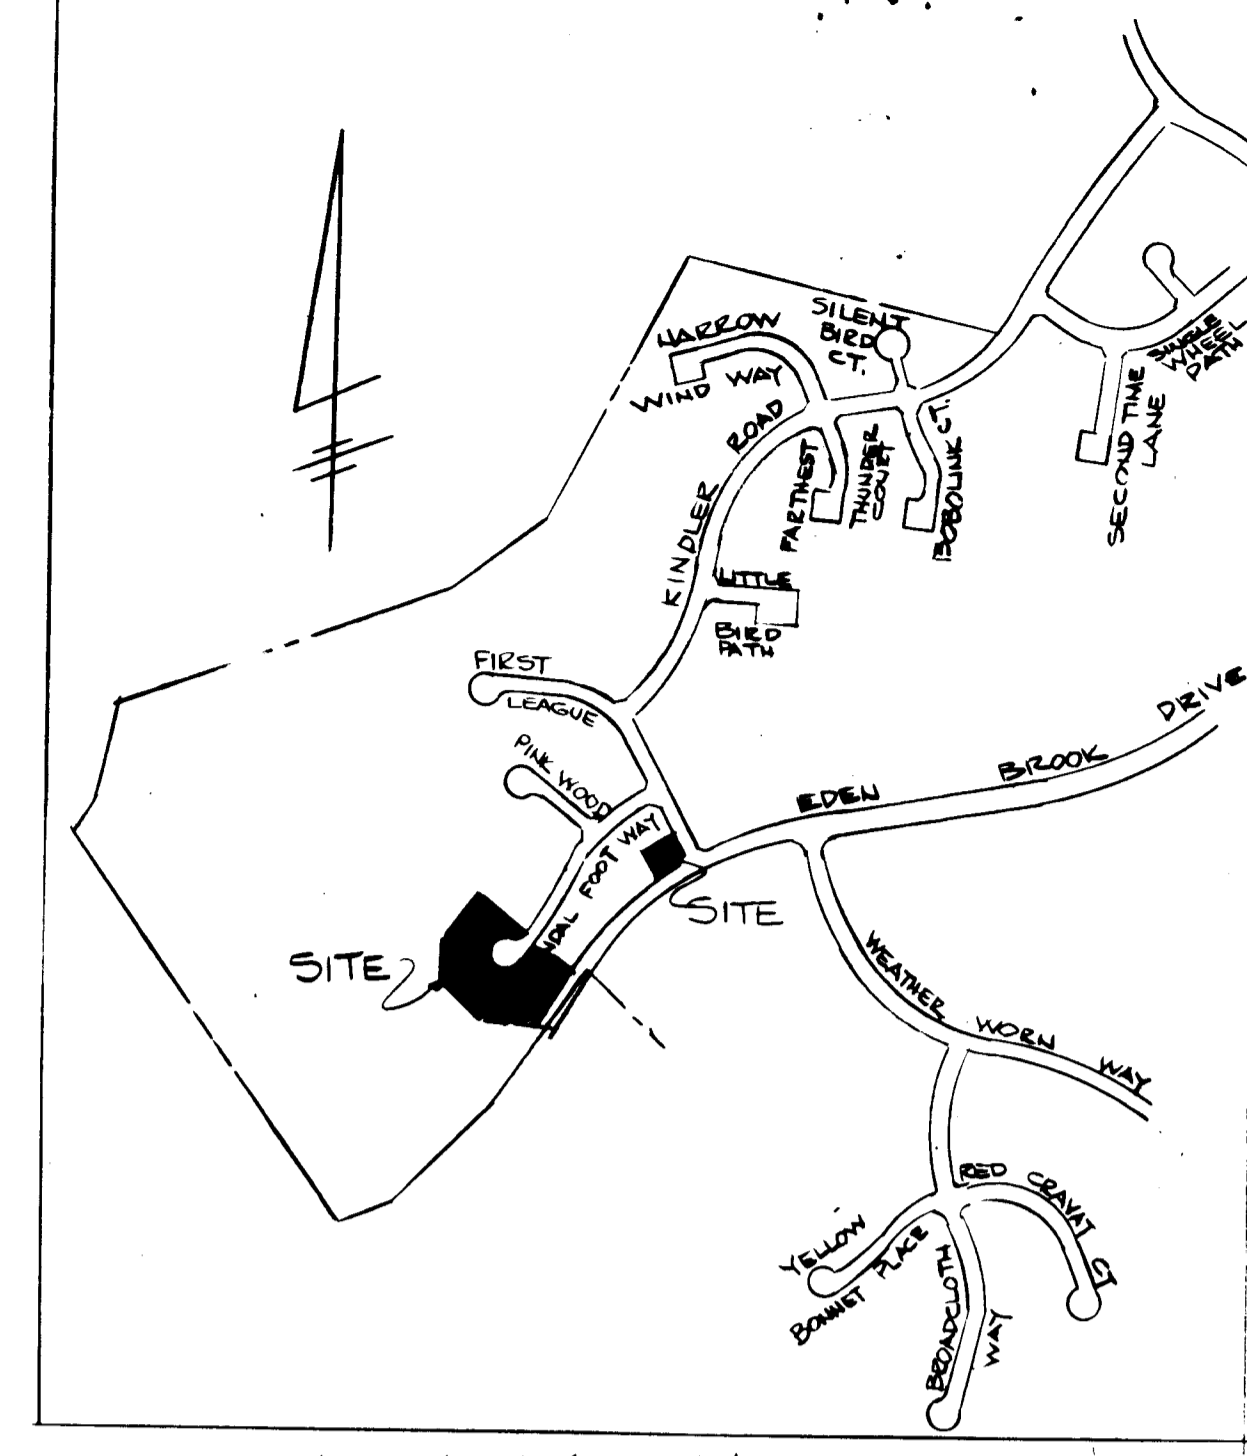 SILENT
BIRD
CT.
HARROW
WIND WAY
SINGLE
WHEEL
PATH
SECOND TIME
LANE
KINDLER ROAD
FARTHEST
THUNDER
COURT
BOBOLINK CT.
LITTLE
BIRD
PATH
FIRST
LEAGUE
PINK WOOD
EDEN BROOK DRIVE
FOOT WAY
SITE
SITE
WEATHER WORN WAY
RED CRAVAT CT
YELLOW
BONNET PLACE
BROADCLOTH
WAY